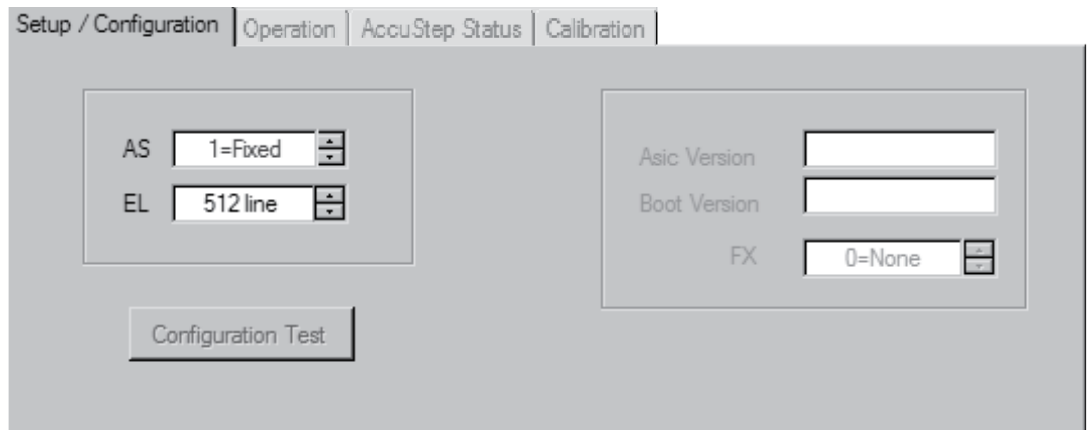 Setup / Configuration Operation AccuStep Status Calibration
AS 1=Fixed
EL 512 line
Configuration Test
Asic Version
Boot Version
FX 0=None